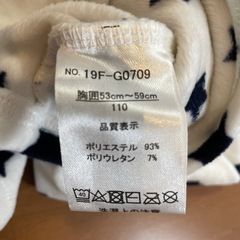 NO. 19F-G0709
胸囲53cm～59cm
110
品質表示
ポリエステル 93%
ポリウレタン 7%
40
洗濯上の注意